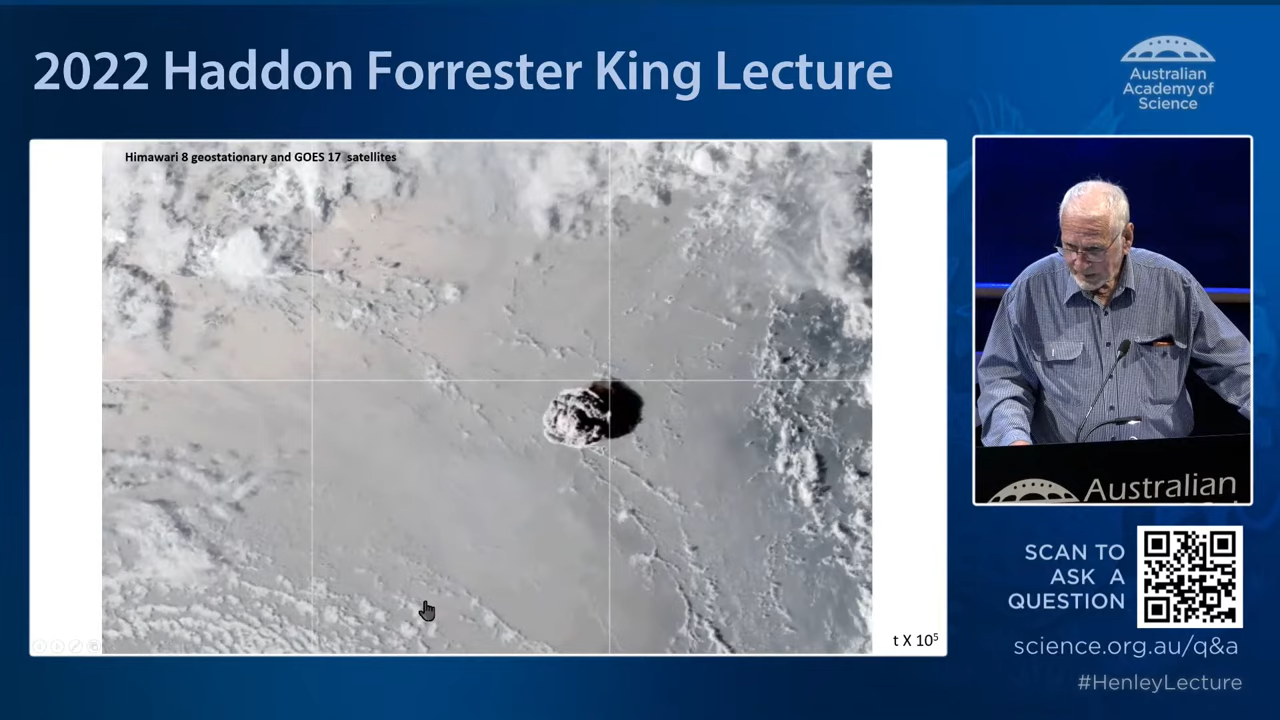 2022 Haddon Forrester King Lecture
Australian
Academy of
Science
Himawari 8 geostationary and GOES 17 satellites
t X 10⁵
Australian
SCAN TO
ASK A
QUESTION
science.org.au/q&a
#HenleyLecture